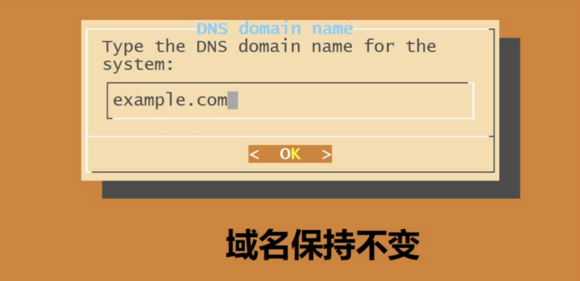 DNS domain name
Type the DNS domain name for the
system:
example.com
< OK >
域名保持不变